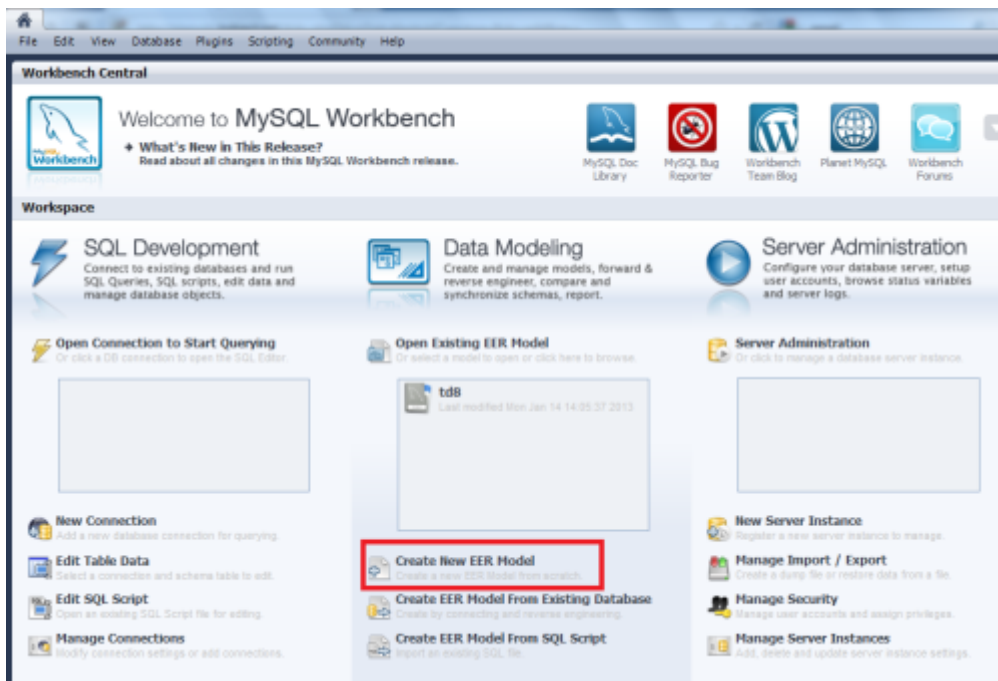 File Edit View Database Plugins Scripting Community Help
Workbench Central
Workbench
Welcome to MySQL Workbench
What's New in This Release?
Read about all changes in this MySQL Workbench release.
MySQL Doc
Library
MySQL Bug
Reporter
Workbench
Team Blog
Planet MySQL
Workbench
Forums
Workspace
SQL Development
Connect to existing databases and run
SQL Queries, SQL scripts, edit data and
manage database objects.
Open Connection to Start Querying
Or click a DB connection to open the SQL Editor.
New Connection
Add a new database connection for querying.
Edit Table Data
Select a connection and schema table to edit.
Edit SQL Script
Open an existing SQL Script file for editing.
Manage Connections
Modify connection settings or add connections.
Data Modeling
Create and manage models, forward &
reverse engineer, compare and
synchronize schemas, report.
Open Existing EER Model
Or select a model to open or click here to browse.
td8
Last modified Mon Jan 14 14:05:37 2013
Create New EER Model
Create a new EER Model from scratch.
Create EER Model From Existing Database
Create by connecting and reverse engineering.
Create EER Model From SQL Script
Import an existing SQL file.
Server Administration
Configure your database server, setup
user accounts, browse status variables
and server logs.
Server Administration
Or click to manage a database server instance.
New Server Instance
Register a new server instance to manage.
Manage Import / Export
Create a dump file or restore data from a file.
Manage Security
Manage user accounts and assign privileges.
Manage Server Instances
Add, delete and update server instance settings.